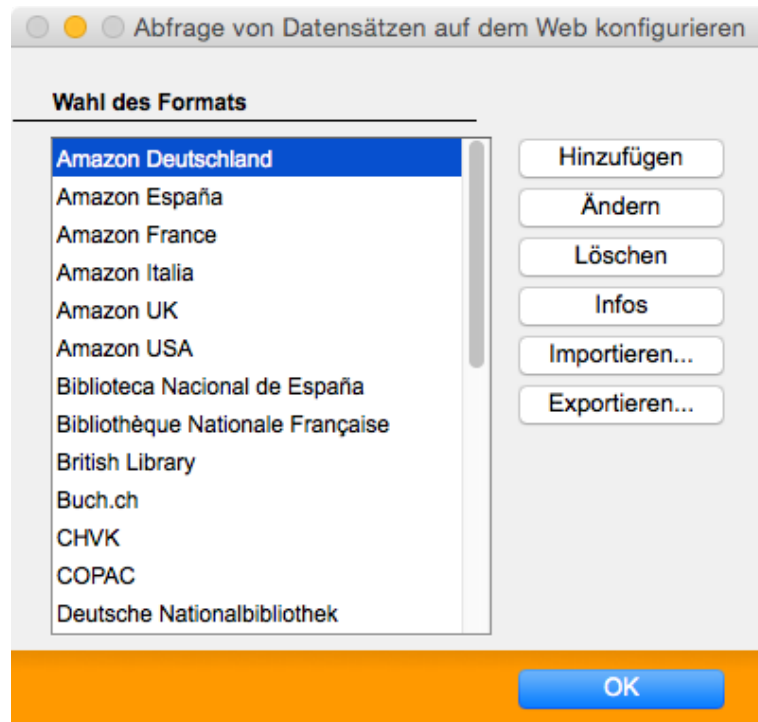 Abfrage von Datensätzen auf dem Web konfigurieren
Wahl des Formats
Amazon Deutschland
Amazon España
Amazon France
Amazon Italia
Amazon UK
Amazon USA
Biblioteca Nacional de España
Bibliothèque Nationale Française
British Library
Buch.ch
CHVK
COPAC
Deutsche Nationalbibliothek
Hinzufügen
Ändern
Löschen
Infos
Importieren...
Exportieren...
OK